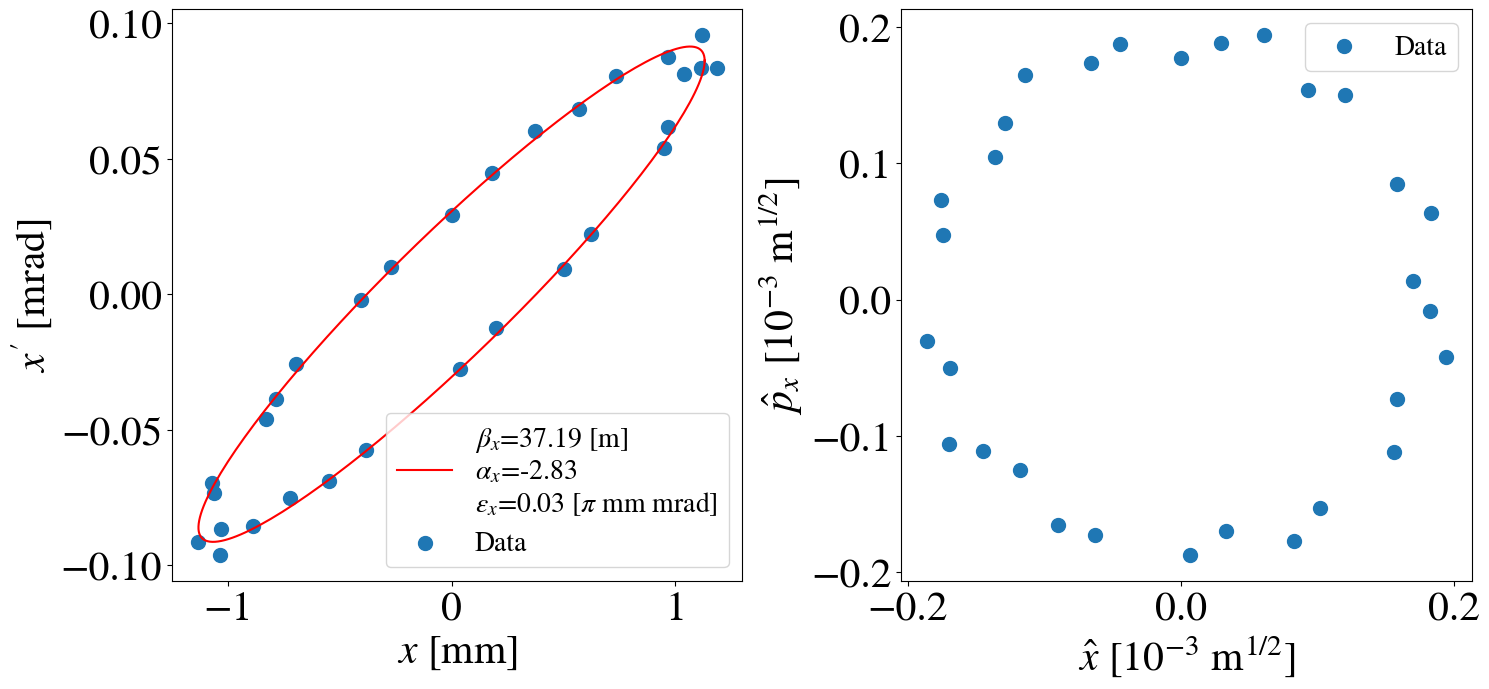 0.10
0.05
0.00
−0.05
−0.10
x′ [mrad]
−1
0
1
x [mm]
βx=37.19 [m]
αx=-2.83
εx=0.03 [π mm mrad]
Data
0.2
0.1
0.0
−0.1
−0.2
p̂x [10⁻³ m¹/²]
−0.2
0.0
0.2
x̂ [10⁻³ m¹/²]
Data